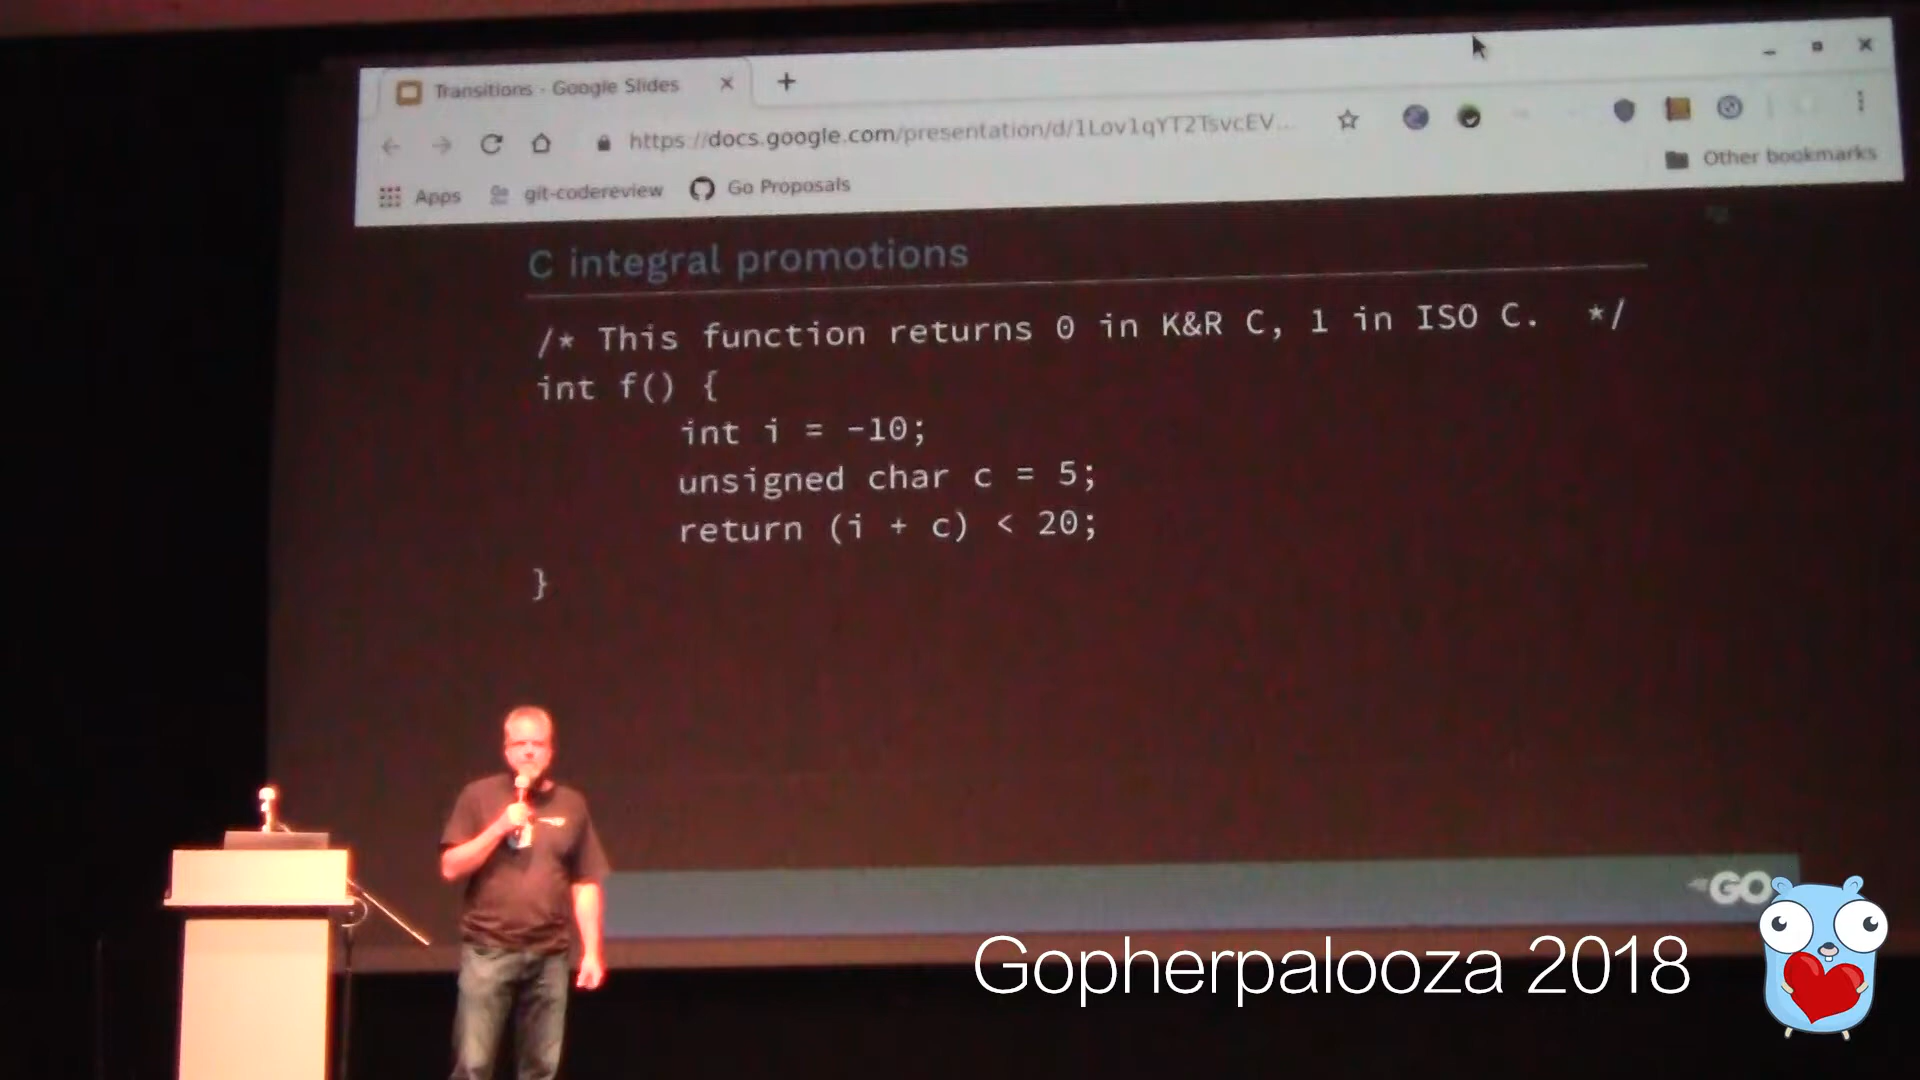 Transitions - Google Slides
https://docs.google.com/presentation/d/1Lov1qYT2TsvcEV...
Other bookmarks
Apps git-codereview Go Proposals
C integral promotions
/* This function returns 0 in K&R C, 1 in ISO C.  */
int f() {
int i = -10;
unsigned char c = 5;
return (i + c) < 20;
}
GO
Gopherpalooza 2018